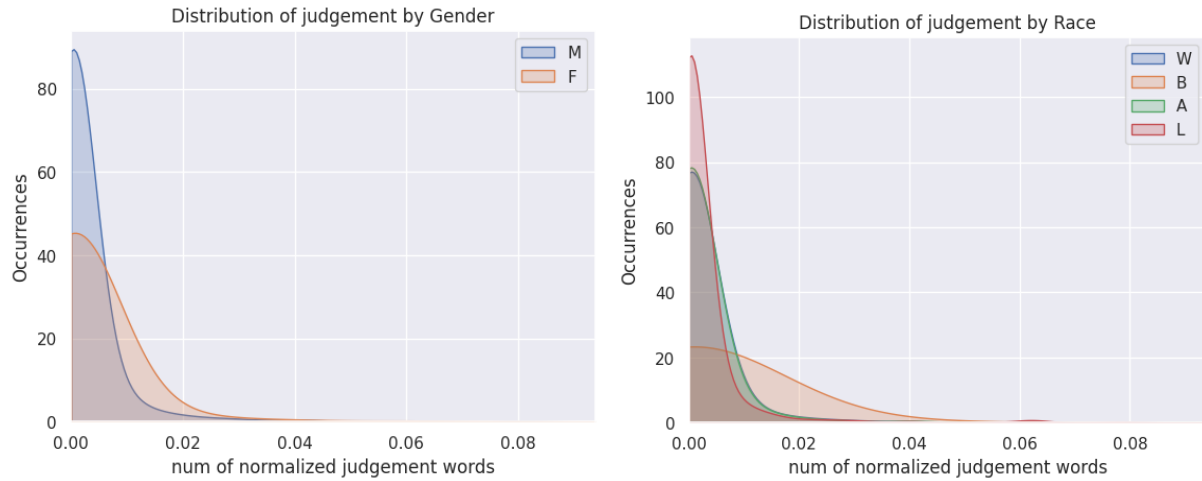 Distribution of judgement by Gender
M
F
80
60
40
20
0
Occurrences
0.00 0.02 0.04 0.06 0.08
num of normalized judgement words
Distribution of judgement by Race
W
B
A
L
100
80
60
40
20
0
Occurrences
0.00 0.02 0.04 0.06 0.08
num of normalized judgement words